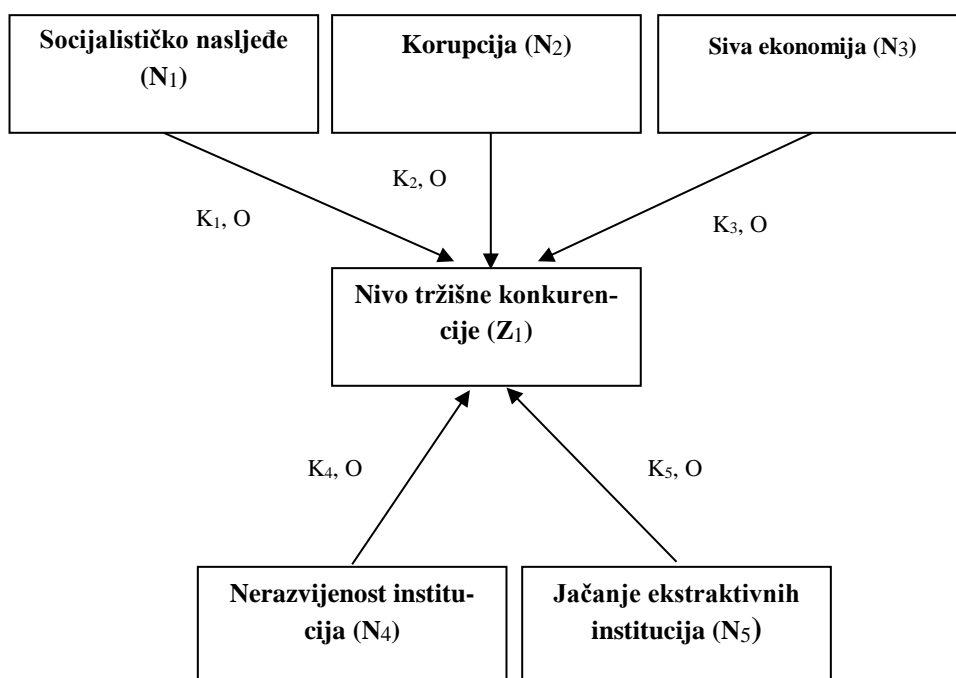 Socijalističko nasljeđe
(N1)
Korupcija (N2)
Siva ekonomija (N3)
K1, O
K2, O
K3, O
Nivo tržišne konkuren-
cije (Z1)
K4, O
K5, O
Nerazvijenost institu-
cija (N4)
Jačanje ekstraktivnih
institucija (N5)